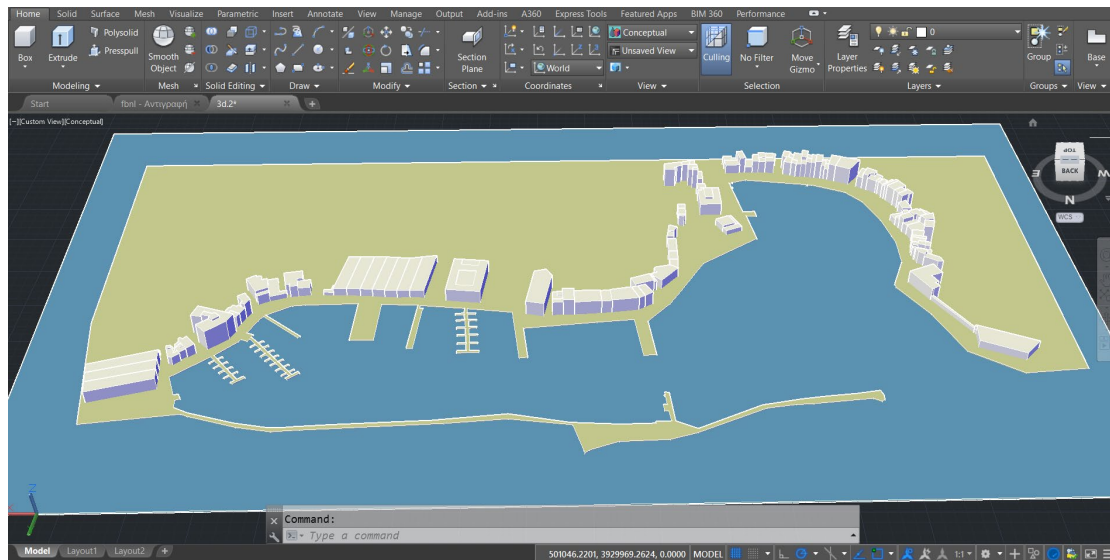 Home Solid Surface Mesh Visualize Parametric Insert Annotate View Manage Output Add-ins A360 Express Tools Featured Apps BIM 360 Performance
Polysolid
Presspull
Box
Extrude
Smooth
Object
Section
Plane
Conceptual
Unsaved View
World
Culling
No Filter
Move
Gizmo
Layer
Properties
0
Group
Base
Modeling Mesh Solid Editing Draw Modify Section Coordinates View Selection Layers Groups View
Start fbnl - Αντιγραφή 3d.2*
[−][Custom View][Conceptual]
TOP
BACK
E
W
N
WCS
Z
Command:
Type a command
Model Layout1 Layout2 +
501046.2201, 3929969.2624, 0.0000 MODEL 1:1